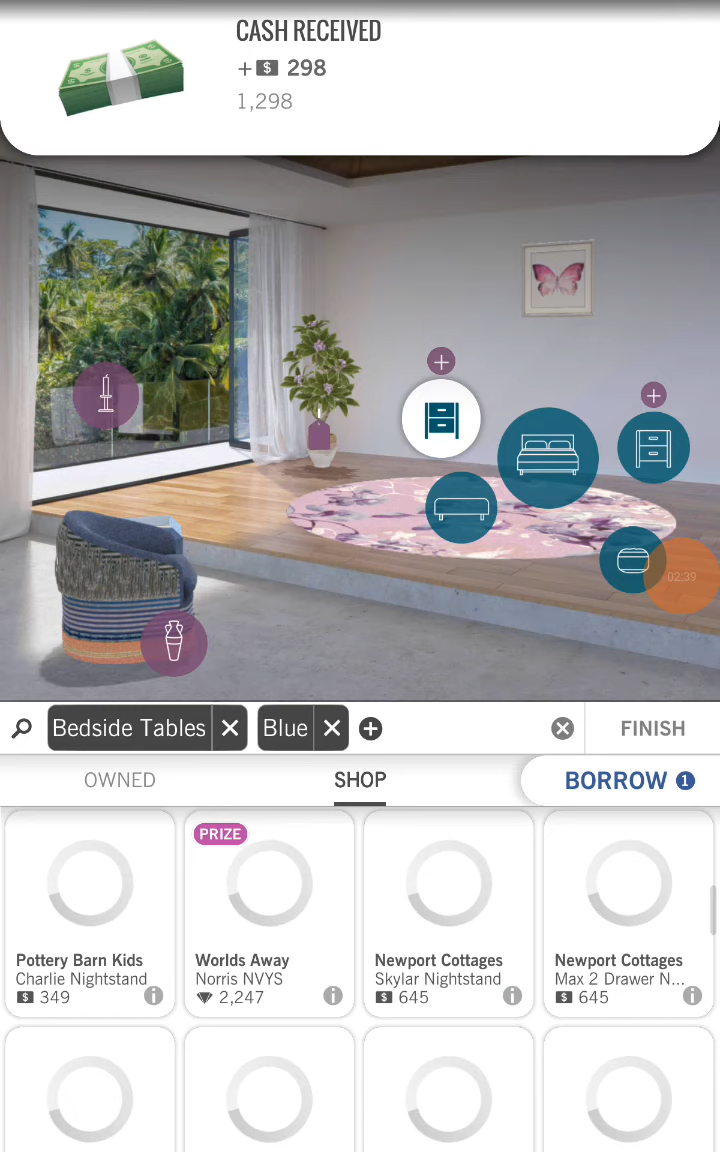 CASH RECEIVED
+ $ 298
1,298
02:39
Bedside Tables X Blue X +
FINISH
OWNED
SHOP
BORROW 1
PRIZE
Pottery Barn Kids
Charlie Nightstand
$ 349
Worlds Away
Norris NVYS
2,247
Newport Cottages
Skylar Nightstand
$ 645
Newport Cottages
Max 2 Drawer N...
$ 645